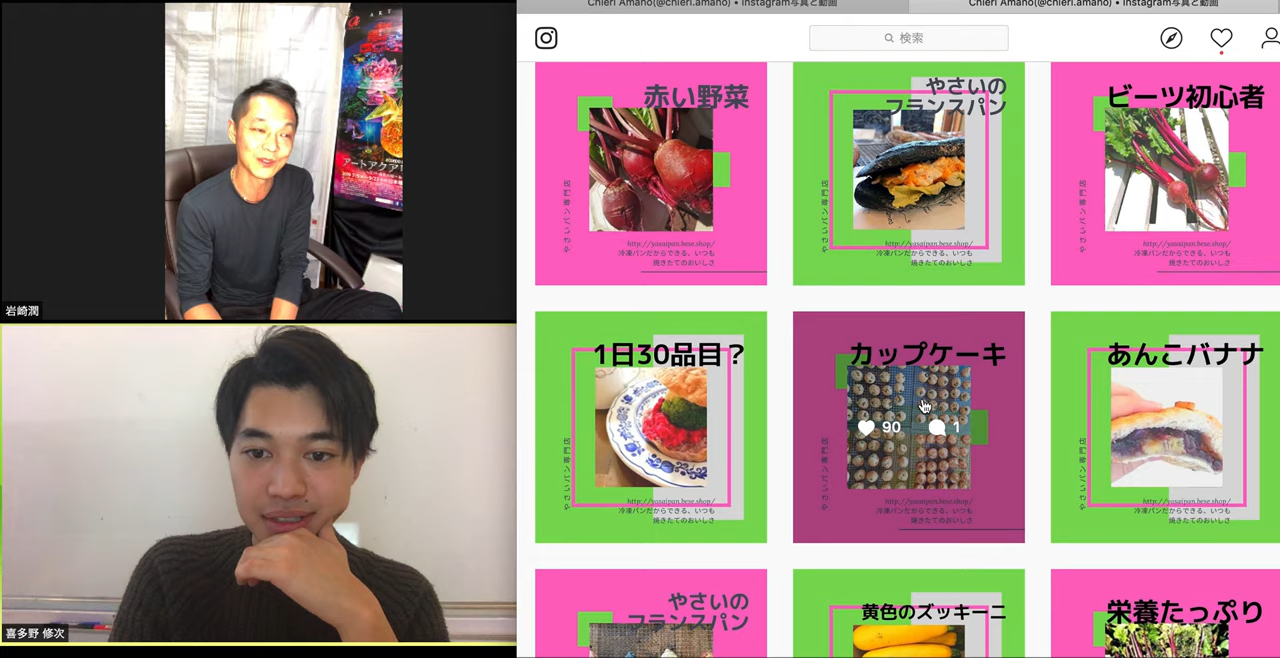 Chieri Amano(@chieri.amano) • Instagram写真と動画
Chieri Amano(@chieri.amano) • Instagram写真と動画
検索
ART
アートアクアリ
岩崎潤
喜多野 修次
赤い野菜
やさいパン専門店
http://yasaipan.bese.shop/
冷凍パンだからできる、いつも
焼きたてのおいしさ
やさいの
フランスパン
やさいパン専門店
http://yasaipan.bese.shop/
冷凍パンだからできる、いつも
焼きたてのおいしさ
ビーツ初心者
やさいパン専門店
http://yasaipan.bese.shop/
冷凍パンだからできる、いつも
焼きたてのおいしさ
1日30品目？
やさいパン専門店
http://yasaipan.bese.shop/
冷凍パンだからできる、いつも
焼きたてのおいしさ
カップケーキ
90
1
やさいパン専門店
http://yasaipan.bese.shop/
冷凍パンだからできる、いつも
焼きたてのおいしさ
あんこバナナ
やさいパン専門店
http://yasaipan.bese.shop/
冷凍パンだからできる、いつも
焼きたてのおいしさ
やさいの
フランスパン
黄色のズッキーニ
栄養たっぷり